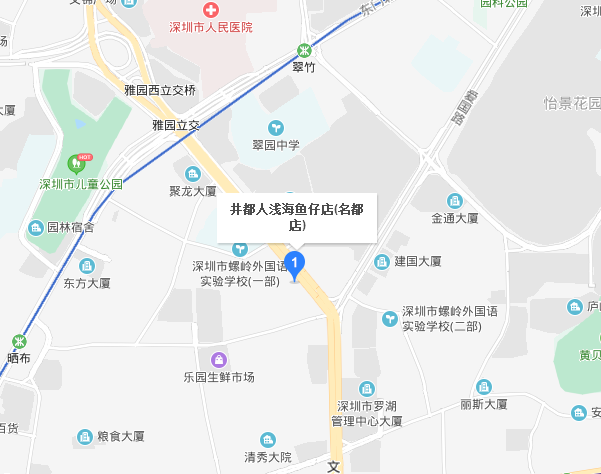 园科公园
深圳市人民医院
翠竹
雅园西立交桥
爱国路
怡景花园
雅园立交
翠园中学
HOT
深圳市儿童公园
聚龙大厦
井都人浅海鱼仔店(名都
店)
金通大厦
园林宿舍
深圳市螺岭外国语
实验学校(一部)
1
建国大厦
东方大厦
深圳市螺岭外国语
实验学校(二部)
晒布
乐园生鲜市场
黄贝
丽斯大厦
深圳市罗湖
管理中心大厦
百货
粮食大厦
清秀大院
文